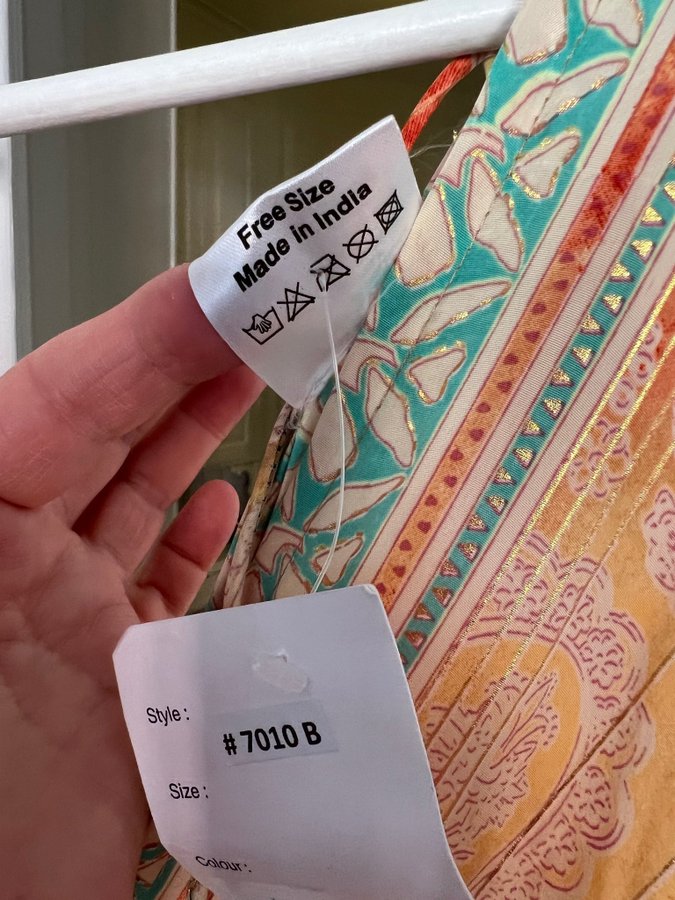 Free Size
Made in India
Style :
# 7010 B
Size :
Colour :